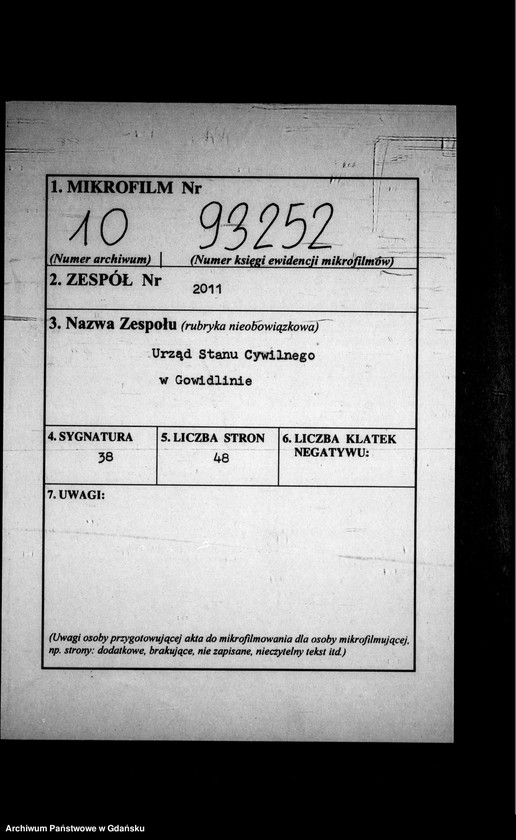 1. MIKROFILM Nr
10 93252
(Numer archiwum) (Numer księgi ewidencji mikrofilmów)
2. ZESPÓŁ Nr
2011
3. Nazwa Zespołu (rubryka nieobowiązkowa)
Urząd Stanu Cywilnego
w Gowidlinie
4. SYGNATURA 5. LICZBA STRON 6. LICZBA KLATEK
NEGATYWU:
38 48
7. UWAGI:
(Uwagi osoby przygotowującej akta do mikrofilmowania dla osoby mikrofilmującej,
np. strony: dodatkowe, brakujące, nie zapisane, nieczytelny tekst itd.)
Archiwum Państwowe w Gdańsku